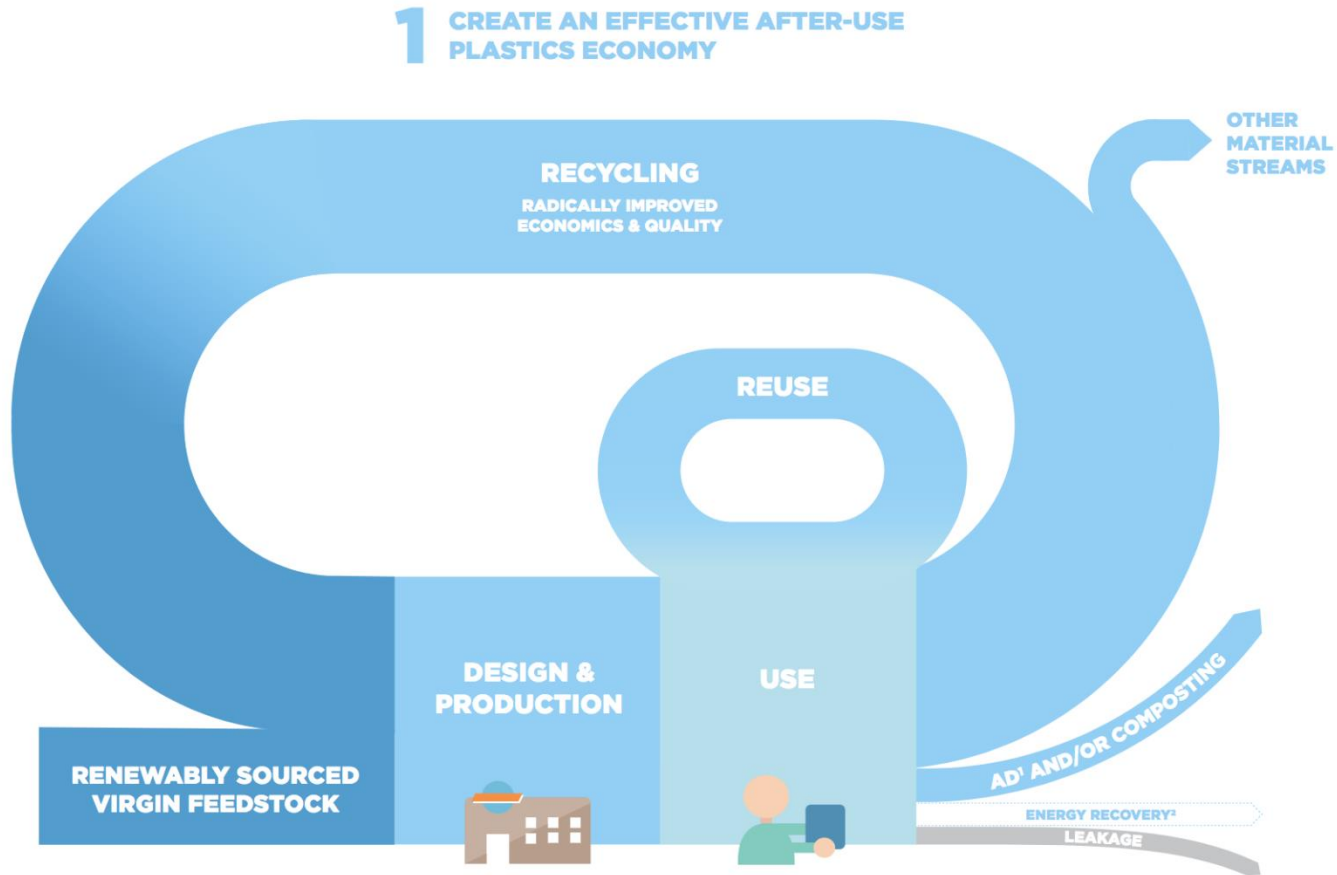 1 CREATE AN EFFECTIVE AFTER-USE
PLASTICS ECONOMY
OTHER
MATERIAL
STREAMS
RECYCLING
RADICALLY IMPROVED
ECONOMICS & QUALITY
REUSE
DESIGN &
PRODUCTION
USE
RENEWABLY SOURCED
VIRGIN FEEDSTOCK
AD¹ AND/OR COMPOSTING
ENERGY RECOVERY²
LEAKAGE